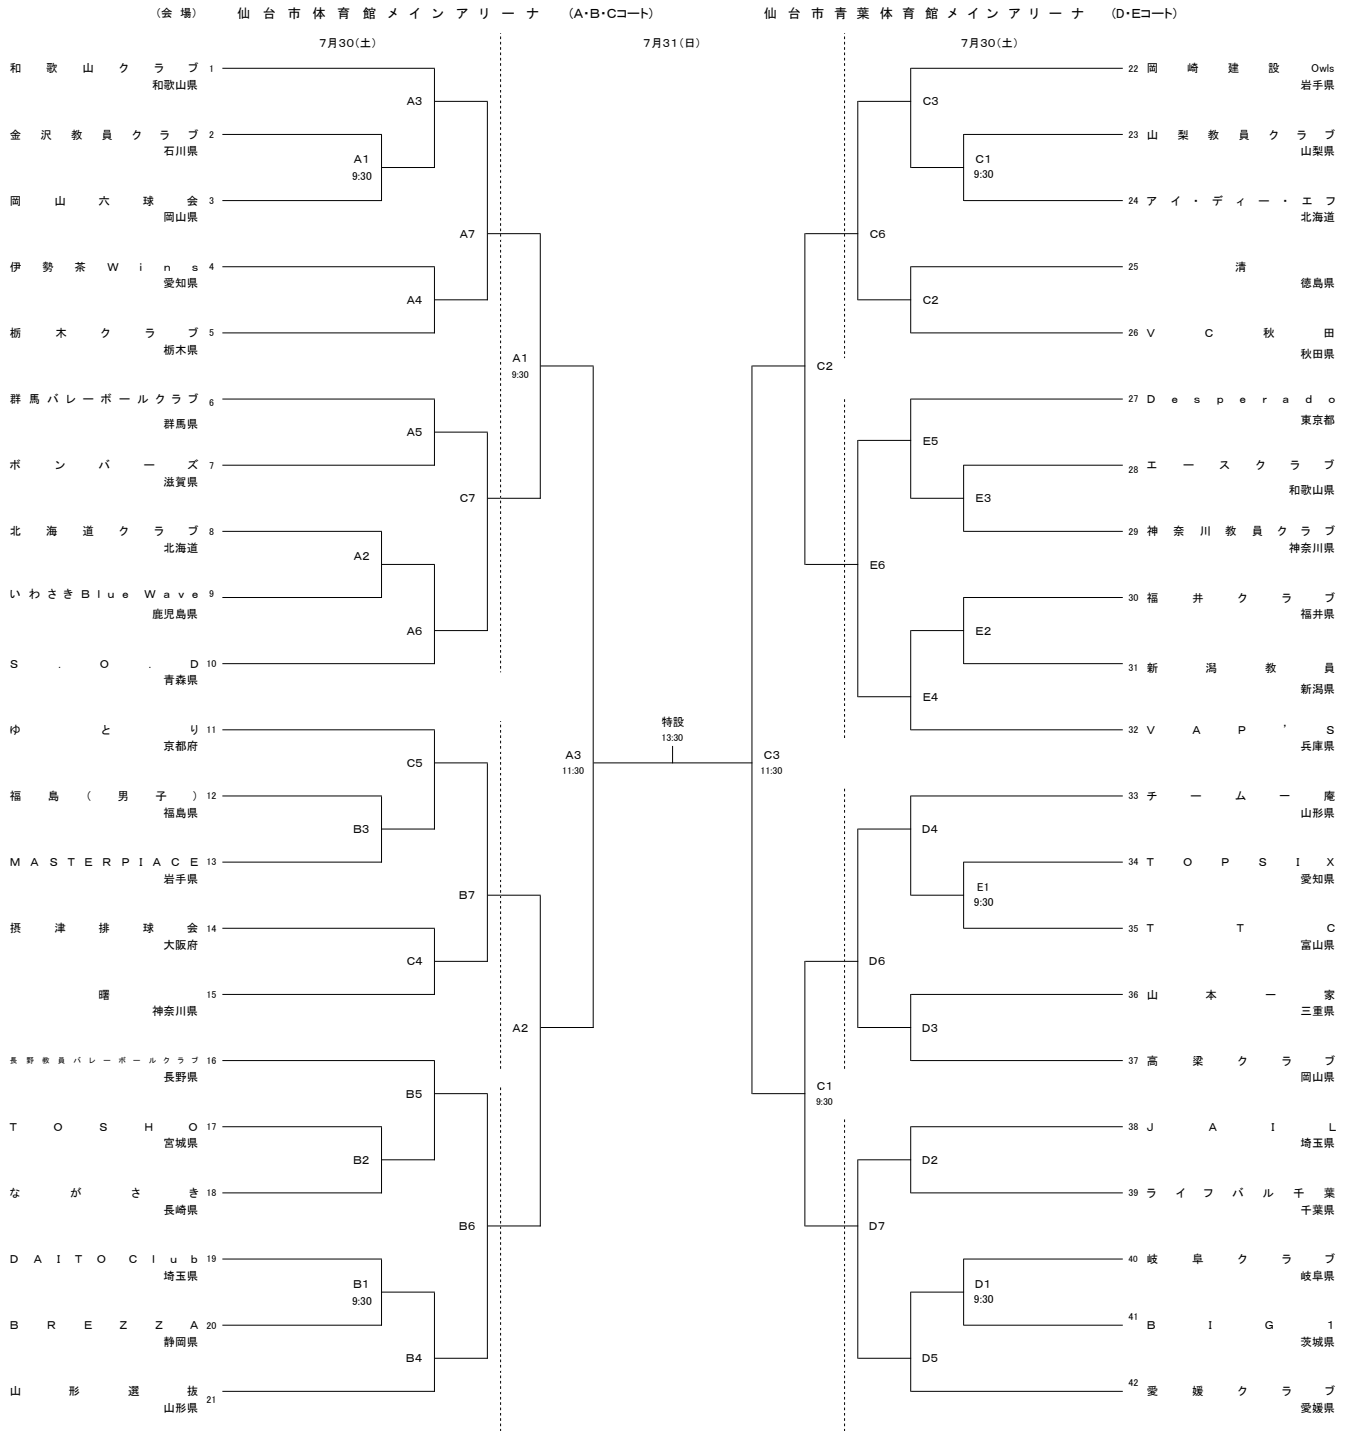 (会場) 仙台市体育館メインアリーナ (A・B・Cコート) 仙台市青葉体育館メインアリーナ (D・Eコート)
7月30(土) 7月31(日) 7月30(土)
和歌山クラブ 1
和歌山県
金沢教員クラブ 2
石川県
岡山六球会 3
岡山県
伊勢茶Wins 4
愛知県
栃木クラブ 5
栃木県
群馬バレーボールクラブ 6
群馬県
ボンバーズ 7
滋賀県
北海道クラブ 8
北海道
いわさきBlue Wave 9
鹿児島県
S.O.D 10
青森県
ゆとり 11
京都府
福島(男子) 12
福島県
MASTERPIACE 13
岩手県
摂津排球会 14
大阪府
曙 15
神奈川県
長野教員バレーボールクラブ 16
長野県
TOSHO 17
宮城県
ながさき 18
長崎県
DAITO Club 19
埼玉県
BREZZA 20
静岡県
山形選抜 21
山形県
A3
A1
9:30
A7
A4
A1
9:30
A5
C7
A2
A6
C5
B3
B7
C4
A2
B5
B2
B6
B1
9:30
B4
A3
11:30
特設
13:30
C3
11:30
C3
C1
9:30
C6
C2
C2
E5
E3
E6
E2
E4
D4
E1
9:30
D6
D3
C1
9:30
D2
D7
D1
9:30
D5
22 岡崎建設Owls
岩手県
23 山梨教員クラブ
山梨県
24 アイ・ディー・エフ
北海道
25 清
徳島県
26 VC秋田
秋田県
27 Desperado
東京都
28 エースクラブ
和歌山県
29 神奈川教員クラブ
神奈川県
30 福井クラブ
福井県
31 新潟教員
新潟県
32 VAP'S
兵庫県
33 チーム一庵
山形県
34 TOPSIX
愛知県
35 TTC
富山県
36 山本一家
三重県
37 高梁クラブ
岡山県
38 JAIL
埼玉県
39 ライフバル千葉
千葉県
40 岐阜クラブ
岐阜県
41 BIG1
茨城県
42 愛媛クラブ
愛媛県